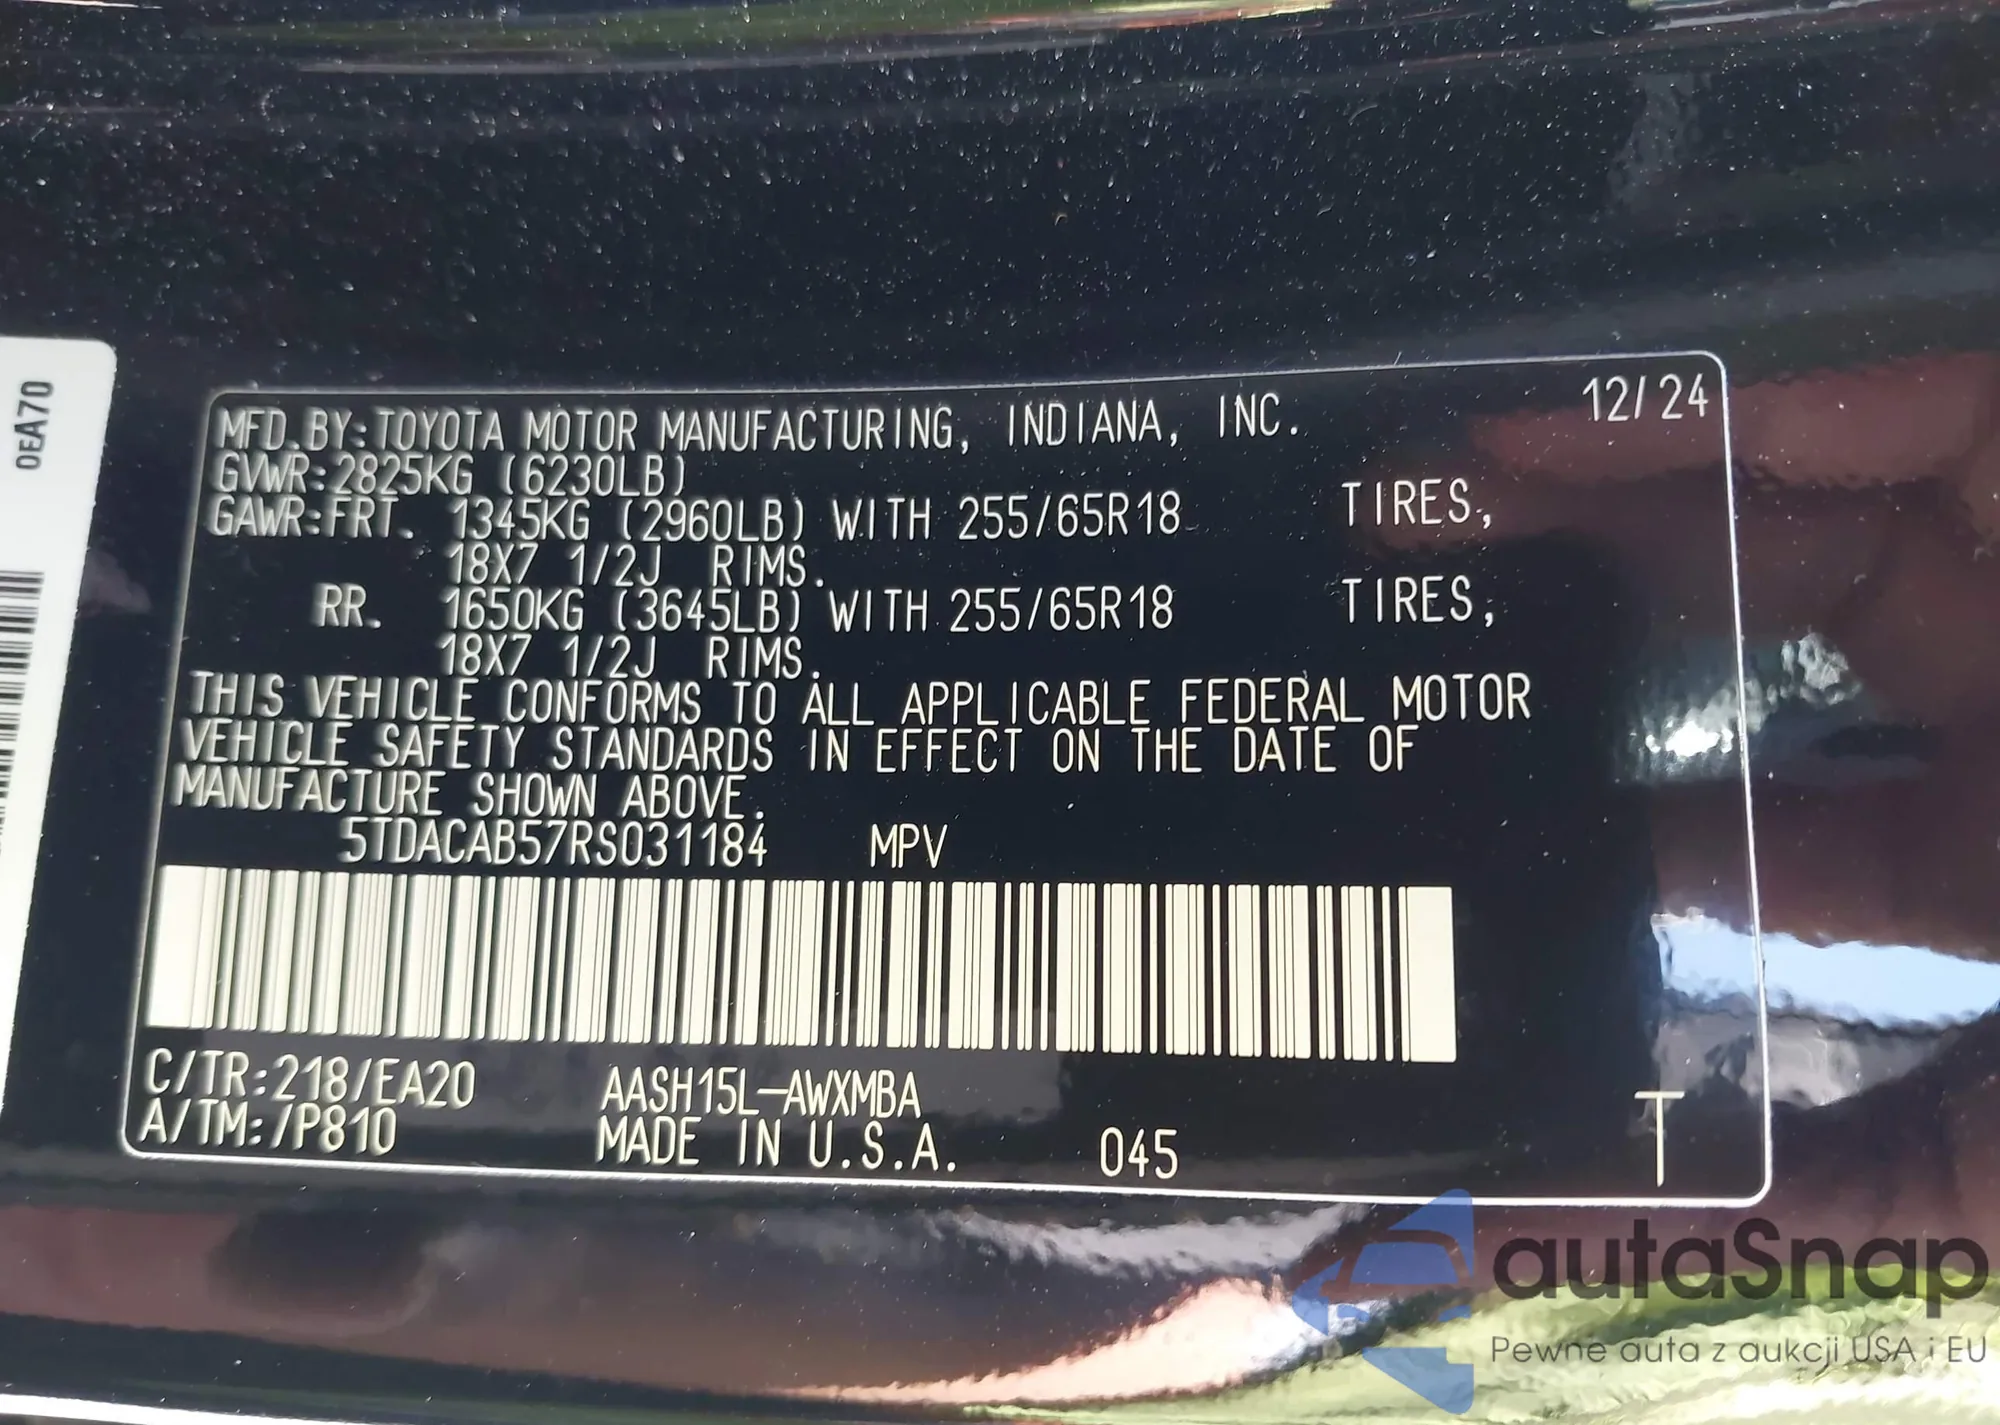 0EA70
MFD.BY:TOYOTA MOTOR MANUFACTURING, INDIANA, INC. 12/24
GVWR:2825KG (6230LB)
GAWR:FRT. 1345KG (2960LB) WITH 255/65R18 TIRES,
18X7 1/2J RIMS.
RR. 1650KG (3645LB) WITH 255/65R18 TIRES,
18X7 1/2J RIMS.
THIS VEHICLE CONFORMS TO ALL APPLICABLE FEDERAL MOTOR
VEHICLE SAFETY STANDARDS IN EFFECT ON THE DATE OF
MANUFACTURE SHOWN ABOVE.
5TDACAB57RS031184 MPV
C/TR:218/EA20 AASH15L-AWXMBA
A/TM:/P810 MADE IN U.S.A. 045 T
autaSnap
Pewne auta z aukcji USA i EU